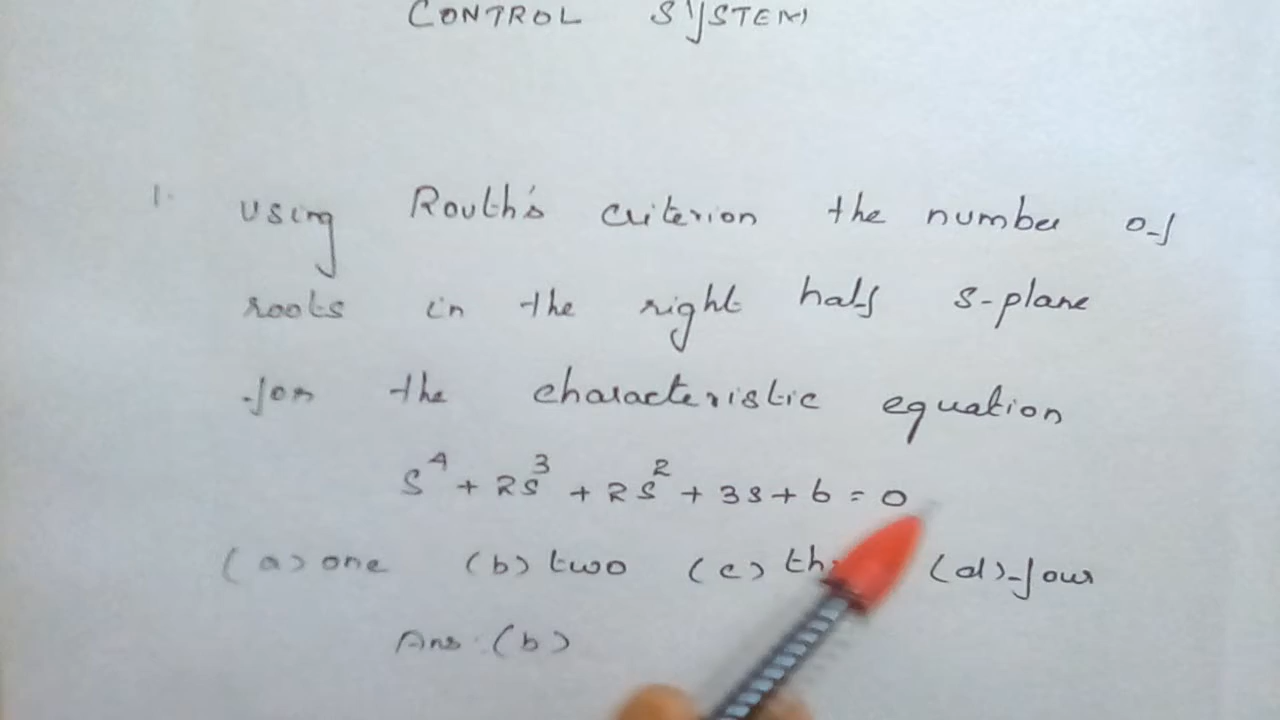 CONTROL SYSTEM
1. Using Routh's criterion the number of
roots in the right half s-plane
for the characteristic equation
S⁴ + 2S³ + 2S² + 3S + 6 = 0
(a) one (b) two (c) (d) four
Ans: (b)